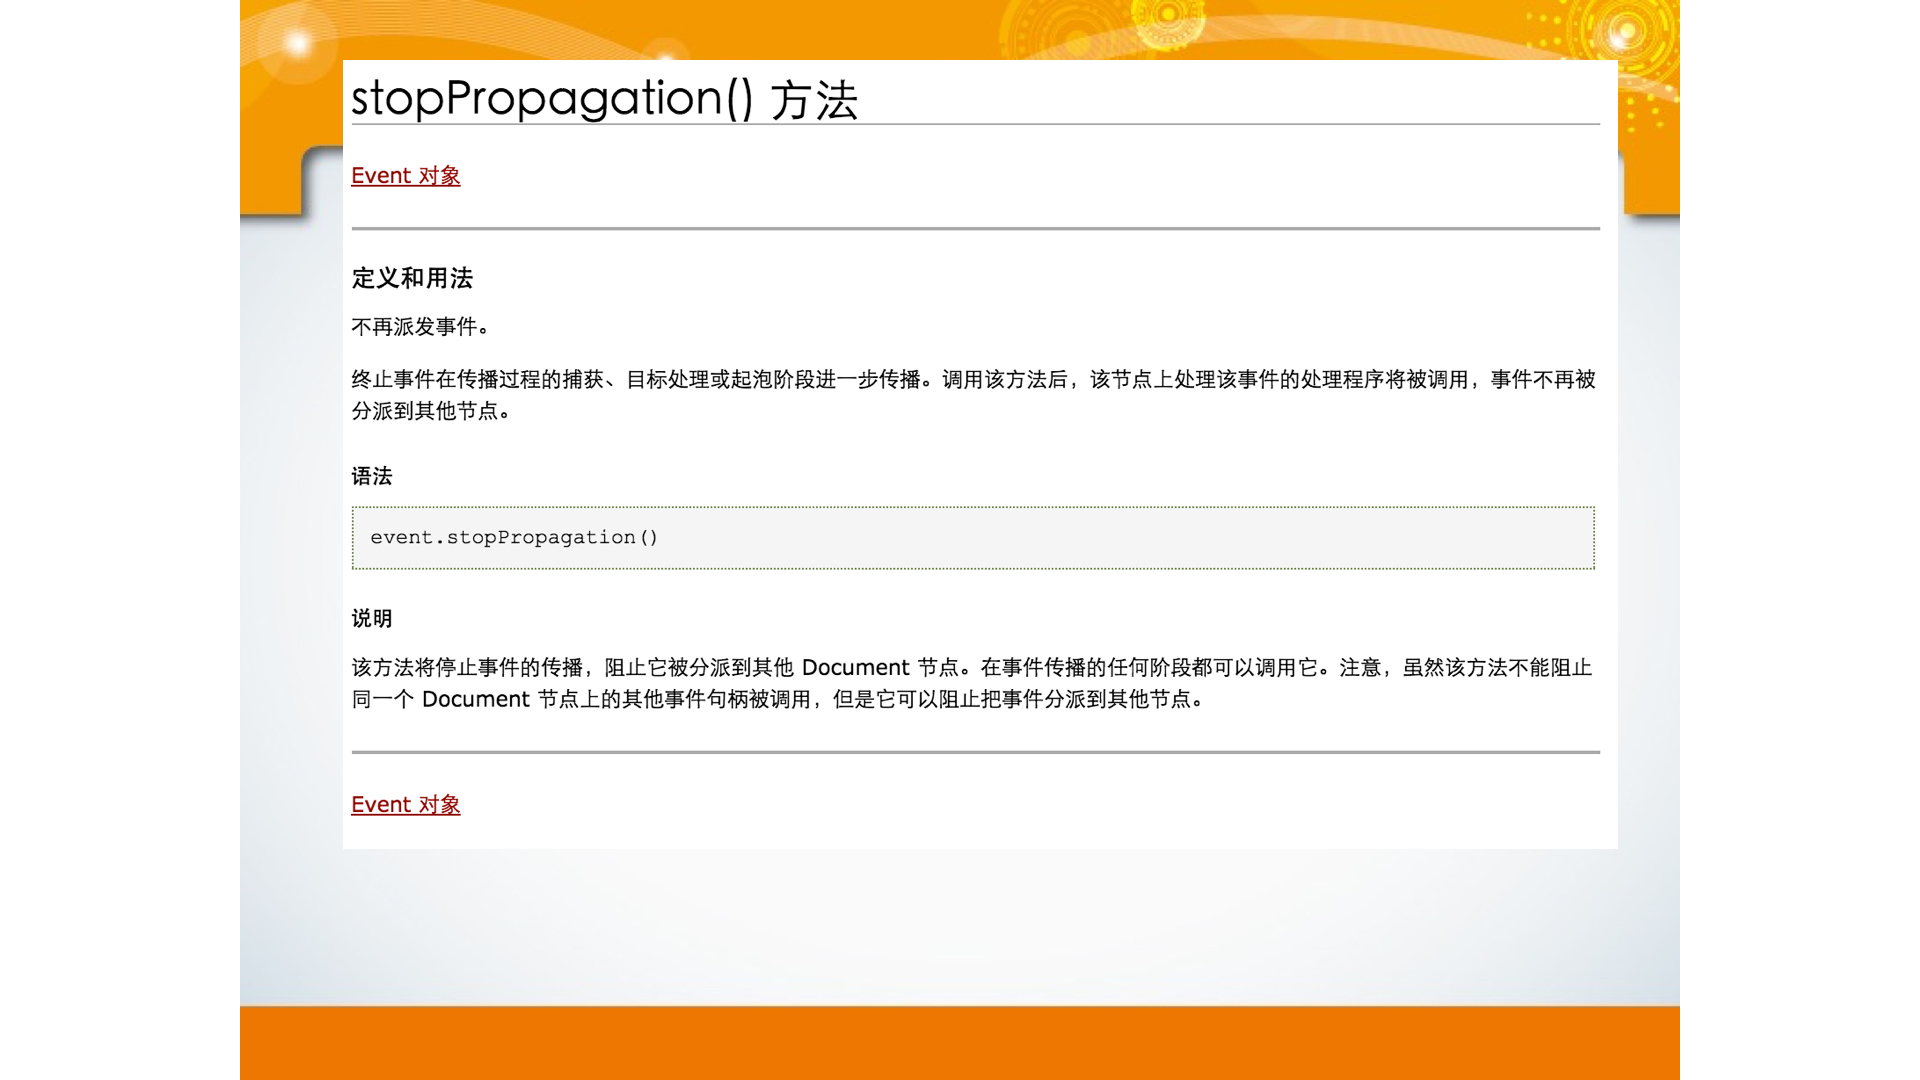 stopPropagation() 方法
Event 对象
定义和用法
不再派发事件。
终止事件在传播过程的捕获、目标处理或起泡阶段进一步传播。调用该方法后，该节点上处理该事件的处理程序将被调用，事件不再被
分派到其他节点。
语法
event.stopPropagation()
说明
该方法将停止事件的传播，阻止它被分派到其他 Document 节点。在事件传播的任何阶段都可以调用它。注意，虽然该方法不能阻止
同一个 Document 节点上的其他事件句柄被调用，但是它可以阻止把事件分派到其他节点。
Event 对象